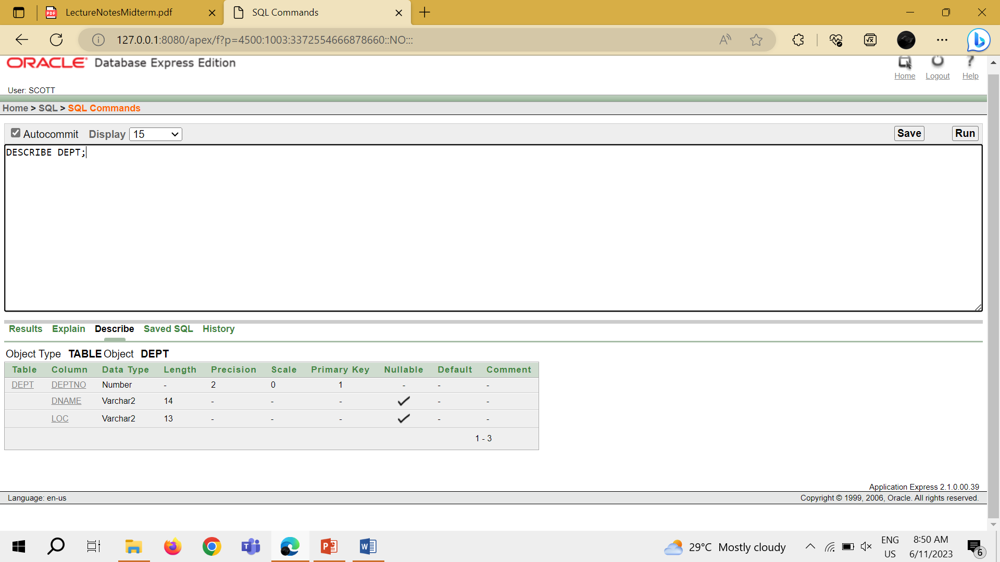 LectureNotesMidterm.pdf
SQL Commands
127.0.0.1:8080/apex/f?p=4500:1003:3372554666878660::NO:::
ORACLE Database Express Edition
Home Logout Help
User: SCOTT
Home > SQL > SQL Commands
Autocommit Display 15 Save Run
DESCRIBE DEPT;
Results Explain Describe Saved SQL History
Object Type TABLE Object DEPT
Table Column Data Type Length Precision Scale Primary Key Nullable Default Comment
DEPT DEPTNO Number - 2 0 1 - - -
DNAME Varchar2 14 - - - ✓ - -
LOC Varchar2 13 - - - ✓ - -
1 - 3
Application Express 2.1.0.00.39
Language: en-us Copyright © 1999, 2006, Oracle. All rights reserved.
29°C Mostly cloudy
ENG
US
8:50 AM
6/11/2023
6